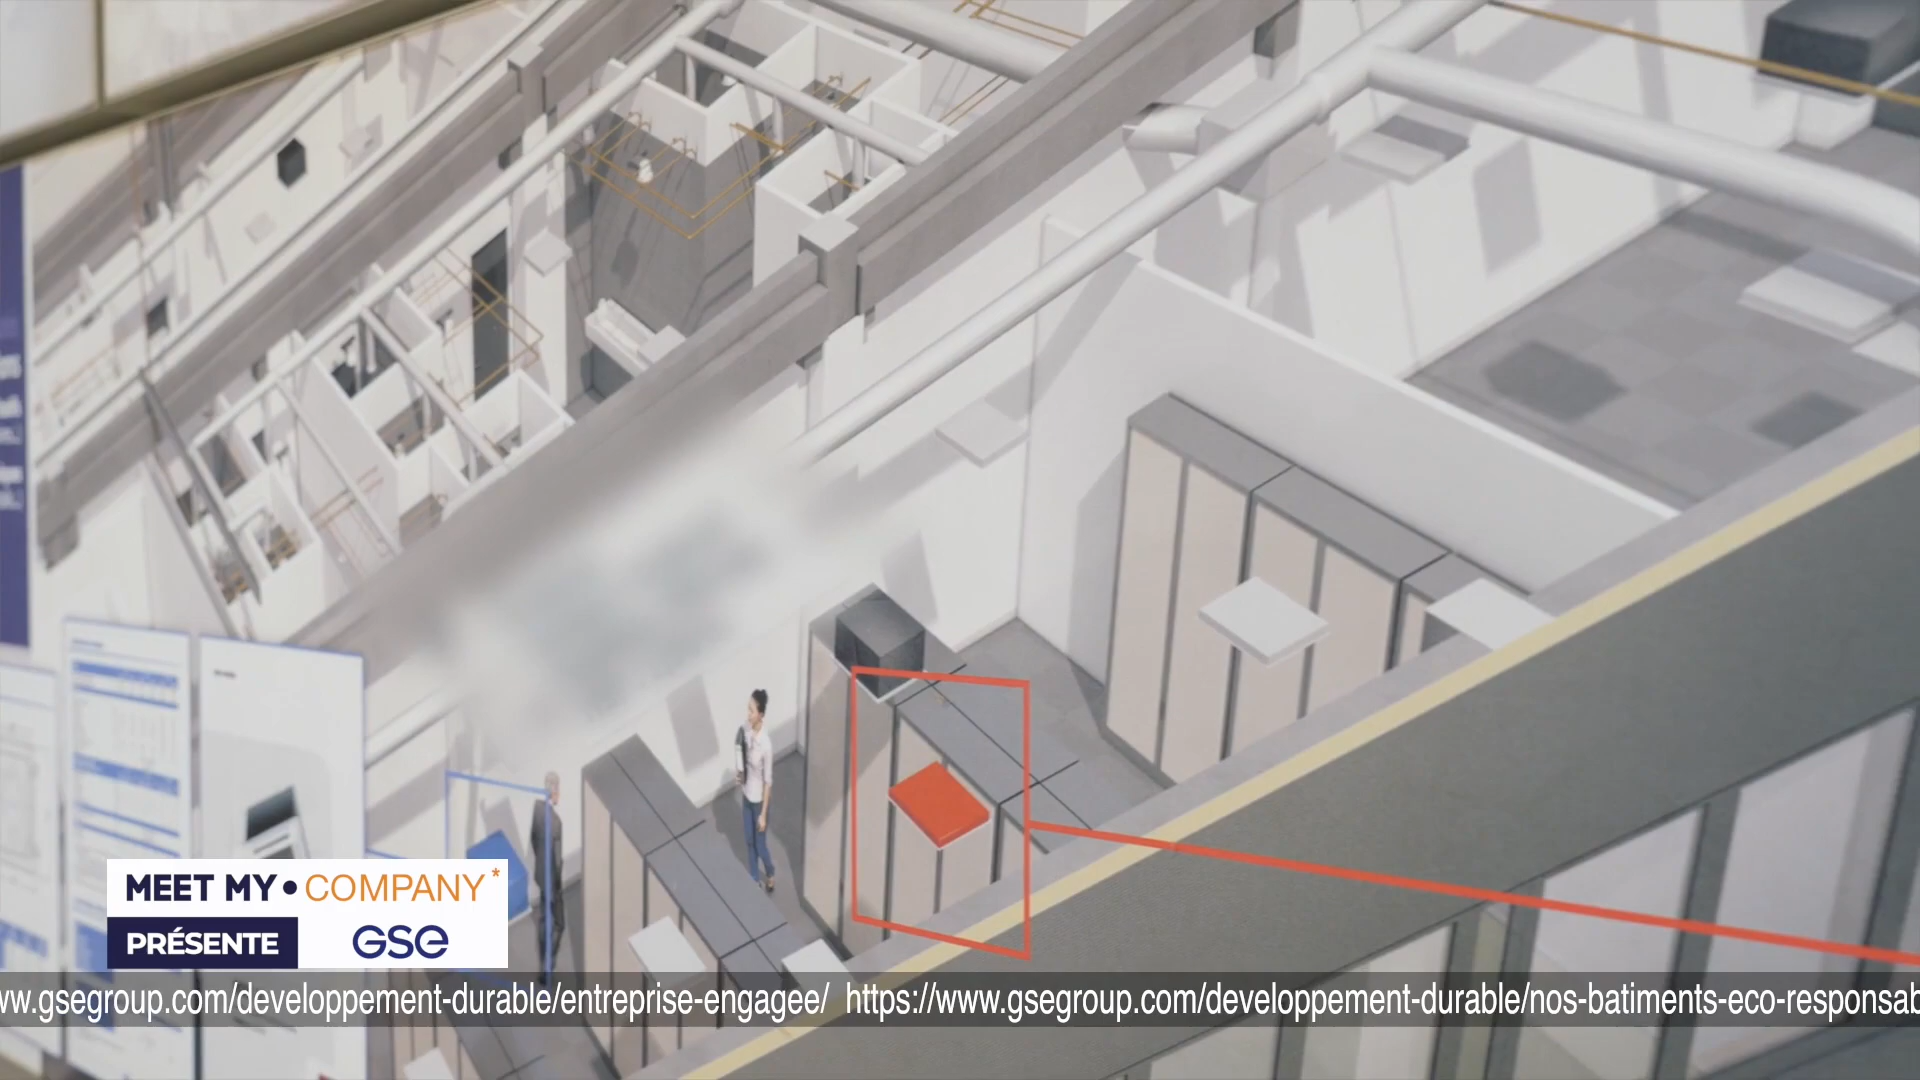 MEET MY • COMPANY*
PRÉSENTE GSE
ww.gsegroup.com/developpement-durable/entreprise-engagee/ https://www.gsegroup.com/developpement-durable/nos-batiments-eco-responsab